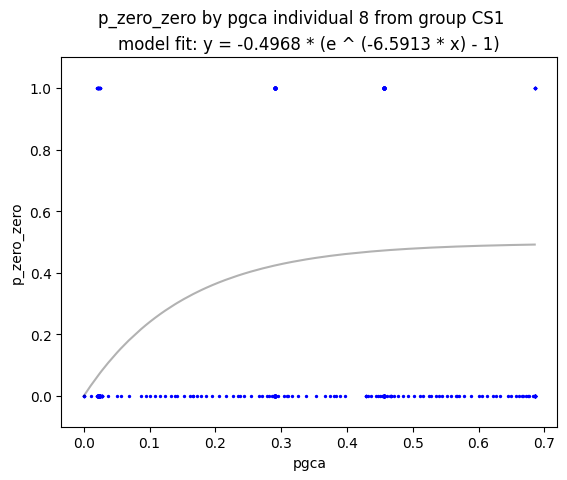 p_zero_zero by pgca individual 8 from group CS1
model fit: y = -0.4968 * (e ^ (-6.5913 * x) - 1)
1.0
0.8
0.6
p_zero_zero
0.4
0.2
0.0
0.0 0.1 0.2 0.3 0.4 0.5 0.6 0.7
pgca